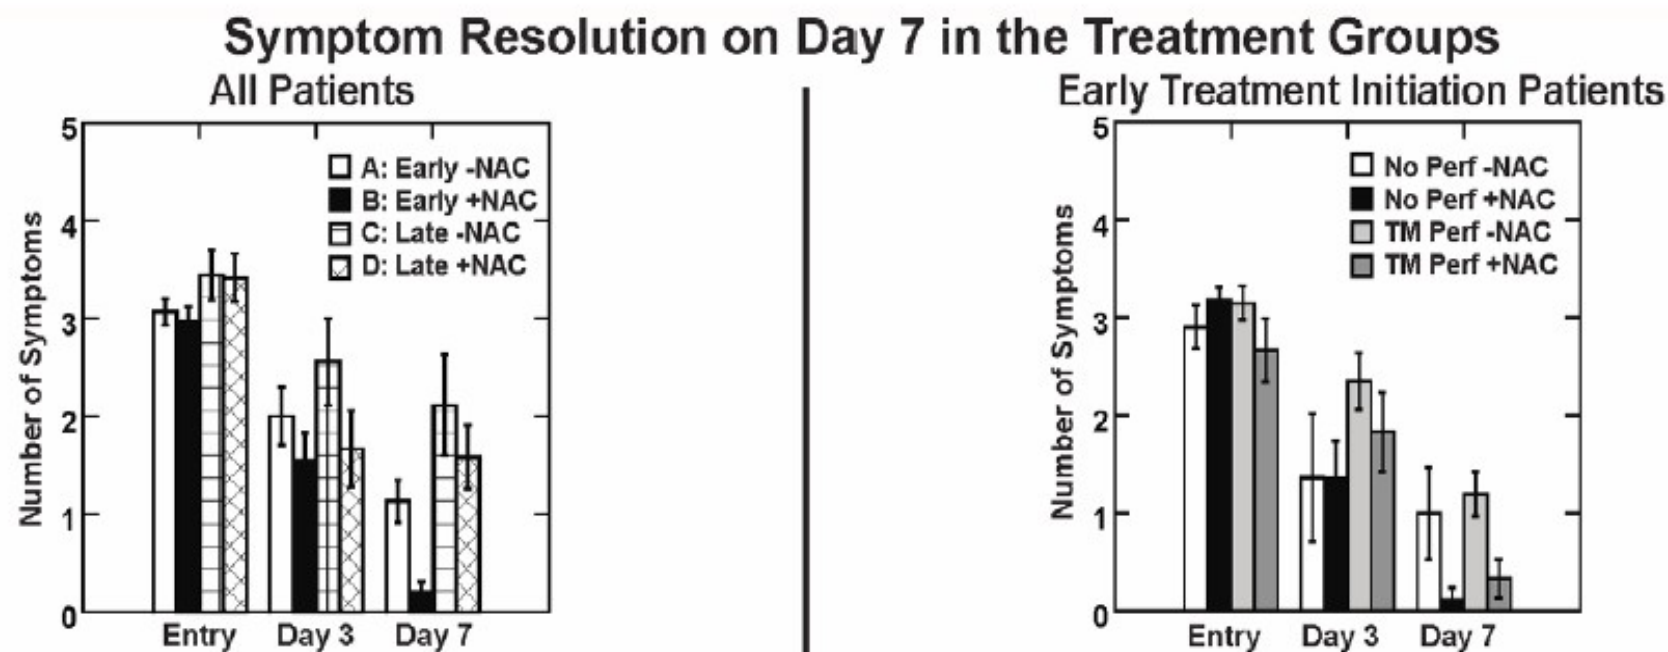 Symptom Resolution on Day 7 in the Treatment Groups
All Patients
Number of Symptoms
5
4
3
2
1
0
A: Early -NAC
B: Early +NAC
C: Late -NAC
D: Late +NAC
Entry Day 3 Day 7
Early Treatment Initiation Patients
Number of Symptoms
5
4
3
2
1
0
No Perf -NAC
No Perf +NAC
TM Perf -NAC
TM Perf +NAC
Entry Day 3 Day 7